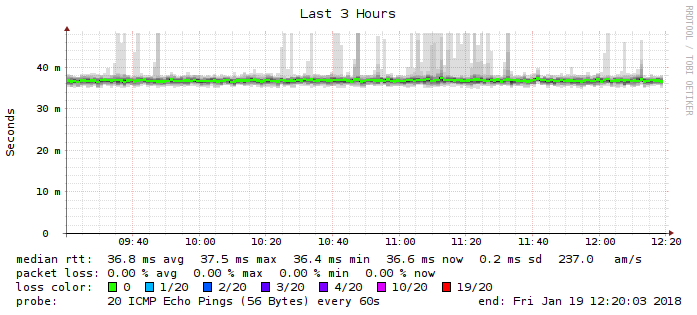 Last 3 Hours
RRDTOOL / TOBI OETIKER
Seconds
40 m
30 m
20 m
10 m
0
09:40 10:00 10:20 10:40 11:00 11:20 11:40 12:00 12:20
median rtt: 36.8 ms avg 37.5 ms max 36.4 ms min 36.6 ms now 0.2 ms sd 237.0 am/s
packet loss: 0.00 % avg 0.00 % max 0.00 % min 0.00 % now
loss color: 0 1/20 2/20 3/20 4/20 10/20 19/20
probe: 20 ICMP Echo Pings (56 Bytes) every 60s end: Fri Jan 19 12:20:03 2018